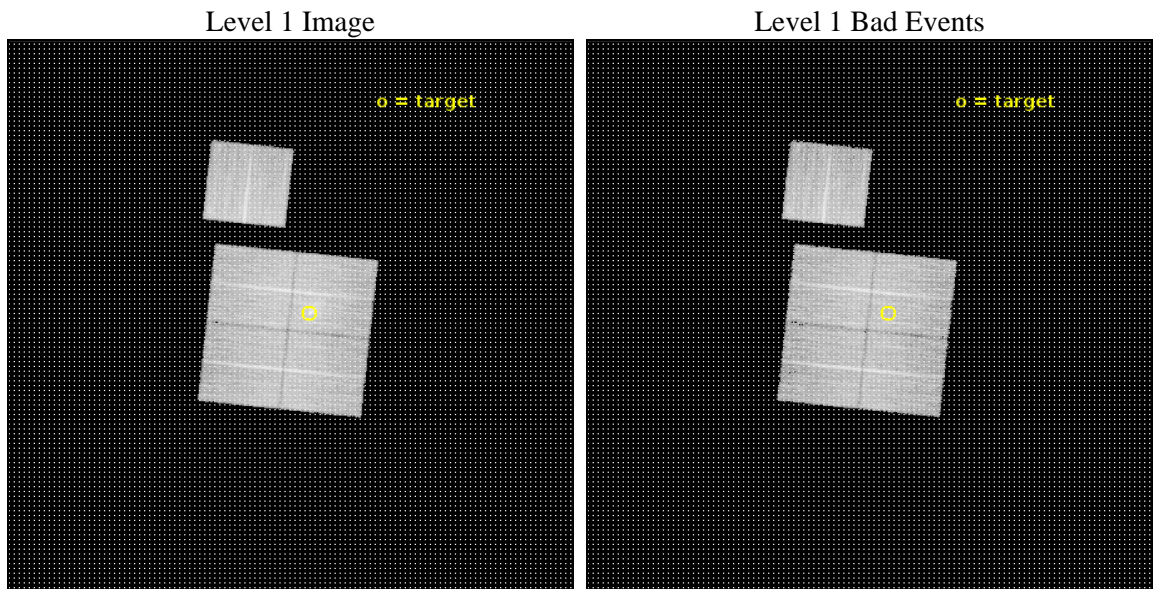 Level 1 Image
Level 1 Bad Events
o = target
o = target